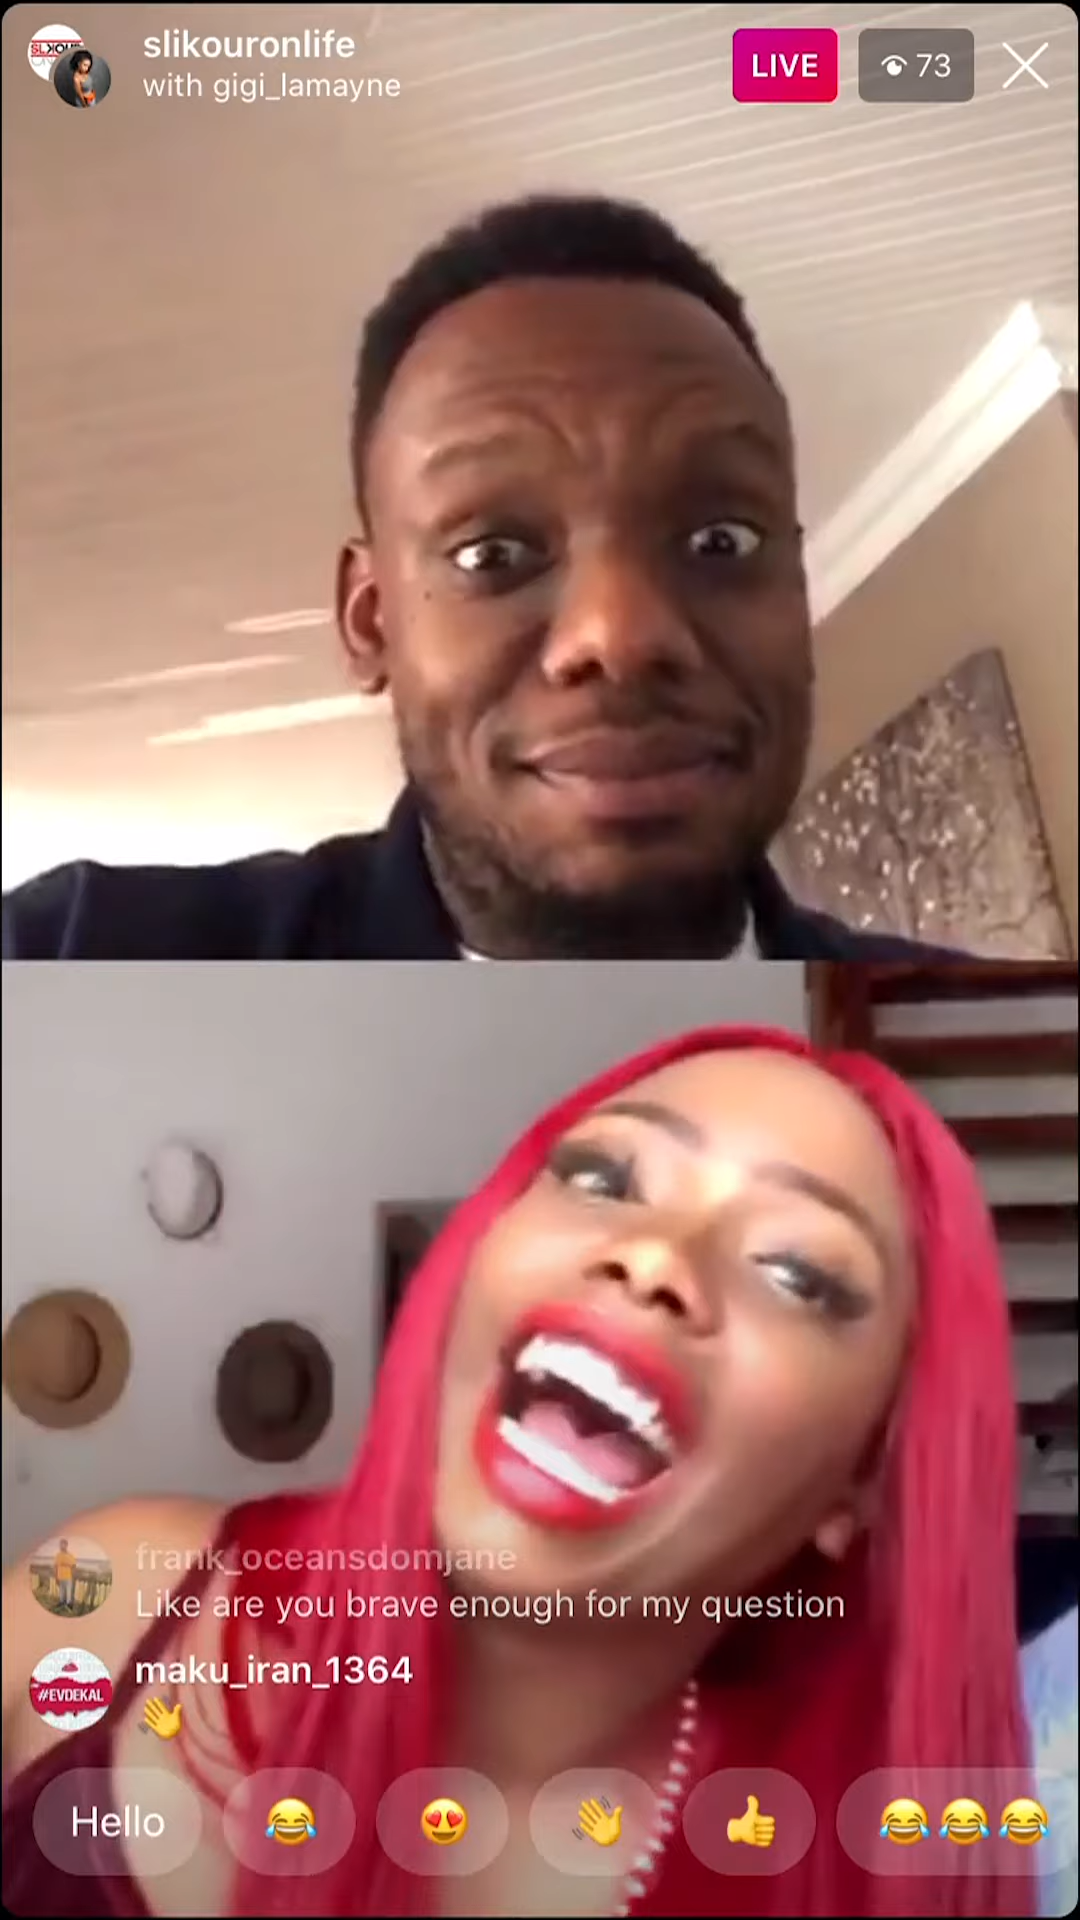 slikouronlife
with gigi_lamayne
LIVE
73
frank_oceansdomjane
Like are you brave enough for my question
maku_iran_1364
#EVDEKAL
👋
Hello
😂
😍
👋
👍
😂😂😂